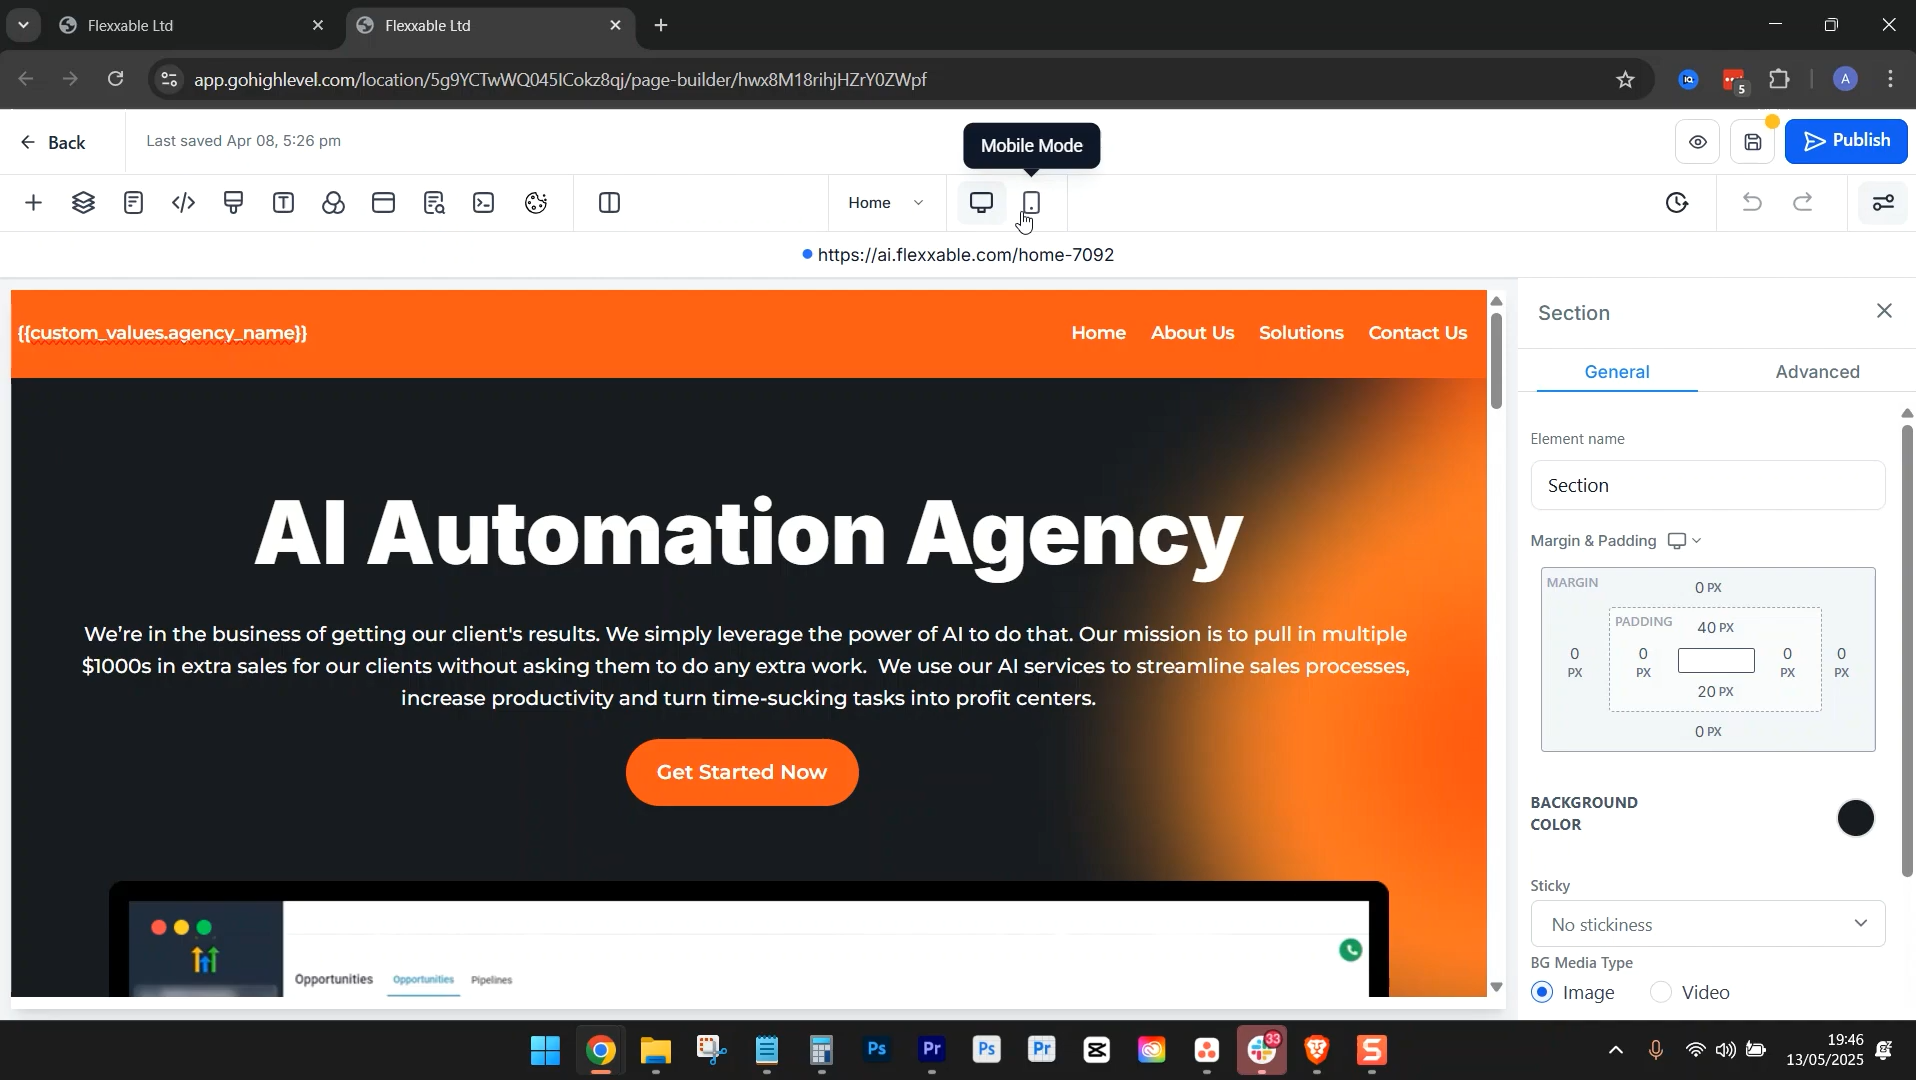 Flexxable Ltd
Flexxable Ltd
app.gohighlevel.com/location/5g9YCTwWQ045lCokz8qj/page-builder/hwx8M18rihjHZrY0ZWpf
5
A
Back
Last saved Apr 08, 5:26 pm
Mobile Mode
Publish
Home
https://ai.flexxable.com/home-7092
{{custom_values.agency_name}}
Home About Us Solutions Contact Us
AI Automation Agency
We're in the business of getting our client's results. We simply leverage the power of AI to do that. Our mission is to pull in multiple
$1000s in extra sales for our clients without asking them to do any extra work. We use our AI services to streamline sales processes,
increase productivity and turn time-sucking tasks into profit centers.
Get Started Now
Opportunities Opportunities Pipelines
Section
General Advanced
Element name
Section
Margin & Padding
MARGIN
0 PX
PADDING
40 PX
0 PX
0 PX
0 PX
0 PX
20 PX
0 PX
BACKGROUND
COLOR
Sticky
No stickiness
BG Media Type
Image Video
Ps
Pr
Ps
Pr
33
S
19:46
13/05/2025